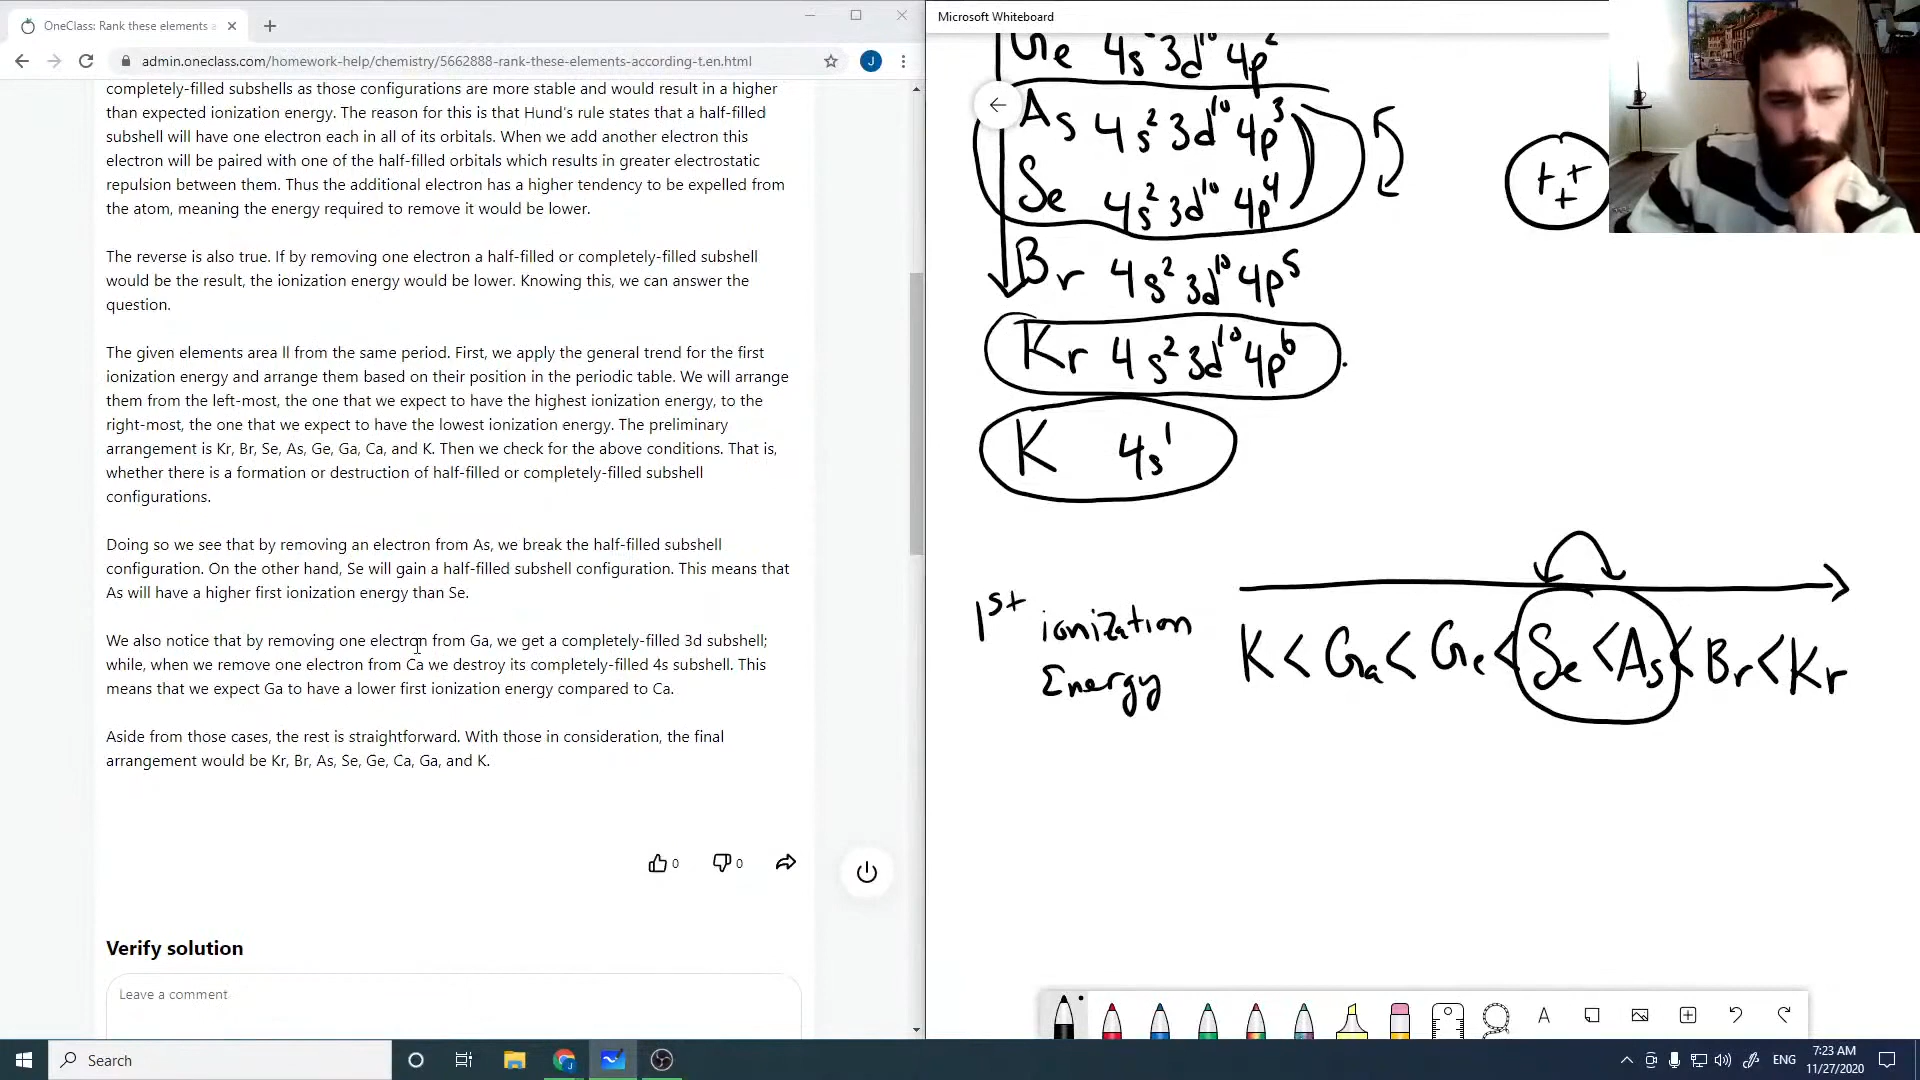 OneClass: Rank these elements a
admin.oneclass.com/homework-help/chemistry/5662888-rank-these-elements-according-t.en.html
J
completely-filled subshells as those configurations are more stable and would result in a higher
than expected ionization energy. The reason for this is that Hund's rule states that a half-filled
subshell will have one electron each in all of its orbitals. When we add another electron this
electron will be paired with one of the half-filled orbitals which results in greater electrostatic
repulsion between them. Thus the additional electron has a higher tendency to be expelled from
the atom, meaning the energy required to remove it would be lower.
The reverse is also true. If by removing one electron a half-filled or completely-filled subshell
would be the result, the ionization energy would be lower. Knowing this, we can answer the
question.
The given elements area ll from the same period. First, we apply the general trend for the first
ionization energy and arrange them based on their position in the periodic table. We will arrange
them from the left-most, the one that we expect to have the highest ionization energy, to the
right-most, the one that we expect to have the lowest ionization energy. The preliminary
arrangement is Kr, Br, Se, As, Ge, Ga, Ca, and K. Then we check for the above conditions. That is,
whether there is a formation or destruction of half-filled or completely-filled subshell
configurations.
Doing so we see that by removing an electron from As, we break the half-filled subshell
configuration. On the other hand, Se will gain a half-filled subshell configuration. This means that
As will have a higher first ionization energy than Se.
We also notice that by removing one electron from Ga, we get a completely-filled 3d subshell;
while, when we remove one electron from Ca we destroy its completely-filled 4s subshell. This
means that we expect Ga to have a lower first ionization energy compared to Ca.
Aside from those cases, the rest is straightforward. With those in consideration, the final
arrangement would be Kr, Br, As, Se, Ge, Ca, Ga, and K.
0 0
Verify solution
Leave a comment
Microsoft Whiteboard
Ge 4s² 3d¹⁰ 4p²
As 4s² 3d¹⁰ 4p³
Se 4s² 3d¹⁰ 4p⁴
Br 4s² 3d¹⁰ 4p⁵
Kr 4s² 3d¹⁰ 4p⁶
K 4s¹
+ + +
1st ionization Energy
K < Ga < Ge < Se < As < Br < Kr
A
Search
ENG
7:23 AM
11/27/2020